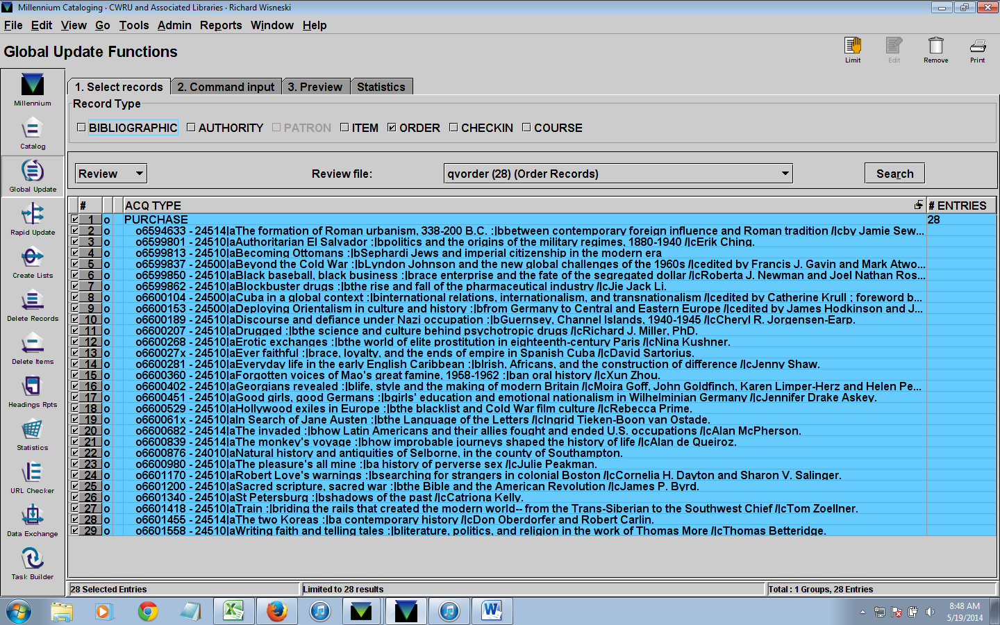 Millennium Cataloging · CWRU and Associated Libraries · Richard Wisneski
File Edit View Go Tools Admin Reports Window Help
Global Update Functions
Limit Edit Remove Print
Millennium
Catalog
Global Update
Rapid Update
Create Lists
Delete Records
Delete Items
Headings Rpts
Statistics
URL Checker
Data Exchange
Task Builder
1. Select records 2. Command input 3. Preview Statistics
Record Type
BIBLIOGRAPHIC AUTHORITY PATRON ITEM ORDER CHECKIN COURSE
Review Review file: qvorder (28) (Order Records) Search
# ACQ TYPE # ENTRIES
1 o PURCHASE 28
2 o o6594633 - 24514|aThe formation of Roman urbanism, 338-200 B.C. :|bbetween contemporary foreign influence and Roman tradition /|cby Jamie Sew...
3 o o6599801 - 24510|aAuthoritarian El Salvador :|bpolitics and the origins of the military regimes, 1880-1940 /|cErik Ching.
4 o o6599813 - 24510|aBecoming Ottomans :|bSephardi Jews and imperial citizenship in the modern era
5 o o6599837 - 24500|aBeyond the Cold War :|bLyndon Johnson and the new global challenges of the 1960s /|cedited by Francis J. Gavin and Mark Atwo...
6 o o6599850 - 24510|aBlack baseball, black business :|brace enterprise and the fate of the segregated dollar /|cRoberta J. Newman and Joel Nathan Ros...
7 o o6599862 - 24510|aBlockbuster drugs :|bthe rise and fall of the pharmaceutical industry /|cJie Jack Li.
8 o o6600104 - 24500|aCuba in a global context :|binternational relations, internationalism, and transnationalism /|cedited by Catherine Krull ; foreword b...
9 o o6600153 - 24500|aDeploying Orientalism in culture and history :|bfrom Germany to Central and Eastern Europe /|cedited by James Hodkinson and J...
10 o o6600189 - 24510|aDiscourse and defiance under Nazi occupation :|bGuernsey, Channel Islands, 1940-1945 /|cCheryl R. Jorgensen-Earp.
11 o o6600207 - 24510|aDrugged :|bthe science and culture behind psychotropic drugs /|cRichard J. Miller, PhD.
12 o o6600268 - 24510|aErotic exchanges :|bthe world of elite prostitution in eighteenth-century Paris /|cNina Kushner.
13 o o660027x - 24510|aEver faithful :|brace, loyalty, and the ends of empire in Spanish Cuba /|cDavid Sartorius.
14 o o6600281 - 24510|aEveryday life in the early English Caribbean :|bIrish, Africans, and the construction of difference /|cJenny Shaw.
15 o o6600360 - 24510|aForgotten voices of Mao's great famine, 1958-1962 :|ban oral history /|cXun Zhou.
16 o o6600402 - 24510|aGeorgians revealed :|blife, style and the making of modern Britain /|cMoira Goff, John Goldfinch, Karen Limper-Herz and Helen Pe...
17 o o6600451 - 24510|aGood girls, good Germans :|bgirls' education and emotional nationalism in Wilhelminian Germany /|cJennifer Drake Askey.
18 o o6600529 - 24510|aHollywood exiles in Europe :|bthe blacklist and Cold War film culture /|cRebecca Prime.
19 o o660061x - 24510|aIn Search of Jane Austen :|bthe Language of the Letters /|cIngrid Tieken-Boon van Ostade.
20 o o6600682 - 24514|aThe invaded :|bhow Latin Americans and their allies fought and ended U.S. occupations /|cAlan McPherson.
21 o o6600839 - 24514|aThe monkey's voyage :|bhow improbable journeys shaped the history of life /|cAlan de Queiroz.
22 o o6600876 - 24010|aNatural history and antiquities of Selborne, in the county of Southampton.
23 o o6600980 - 24510|aThe pleasure's all mine :|ba history of perverse sex /|cJulie Peakman.
24 o o6601170 - 24510|aRobert Love's warnings :|bsearching for strangers in colonial Boston /|cCornelia H. Dayton and Sharon V. Salinger.
25 o o6601200 - 24510|aSacred scripture, sacred war :|bthe Bible and the American Revolution /|cJames P. Byrd.
26 o o6601340 - 24510|aSt Petersburg :|bshadows of the past /|cCatriona Kelly.
27 o o6601418 - 24510|aTrain :|briding the rails that created the modern world-- from the Trans-Siberian to the Southwest Chief /|cTom Zoellner.
28 o o6601455 - 24514|aThe two Koreas :|ba contemporary history /|cDon Oberdorfer and Robert Carlin.
29 o o6601558 - 24510|aWriting faith and telling tales :|bliterature, politics, and religion in the work of Thomas More /|cThomas Betteridge.
28 Selected Entries Limited to 28 results Total : 1 Groups, 28 Entries
8:48 AM
5/19/2014